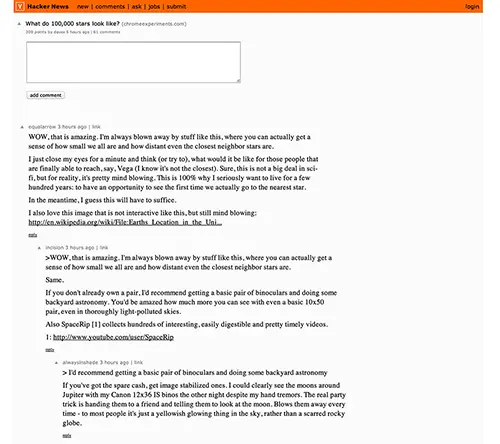 Y Hacker News new | comments | ask | jobs | submit login
What do 100,000 stars look like? (chromeexperiments.com)
5 hours ago | 61 comments
add comment
equalarrow 3 hours ago | link
WOW, that is amazing. I'm always blown away by stuff like this, where you can actually get a
sense of how small we all are and how distant even the closest neighbor stars are.
I just close my eyes for a minute and think (or try to), what would it be like for those people that
are finally able to reach, say, Vega (I know it's not the closest). Sure, this is not a big deal in sci-
fi, but for reality, it's pretty mind blowing. This is 100% why I seriously want to live for a few
hundred years: to have an opportunity to see the first time we actually go to the nearest star.
In the meantime, I guess this will have to suffice.
I also love this image that is not interactive like this, but still mind blowing:
http://en.wikipedia.org/wiki/File:Earths_Location_in_the_Uni...
reply
incision 3 hours ago | link
>WOW, that is amazing. I'm always blown away by stuff like this, where you can actually get a
sense of how small we all are and how distant even the closest neighbor stars are.
Same.
If you don't already own a pair, I'd recommend getting a basic pair of binoculars and doing some
backyard astronomy. You'd be amazed how much more you can see with even a basic 10x50
pair, even in thoroughly light-polluted skies.
Also SpaceRip [1] collects hundreds of interesting, easily digestible and pretty timely videos.
1: http://www.youtube.com/user/SpaceRip
reply
alwaysinshade 3 hours ago | link
> I'd recommend getting a basic pair of binoculars and doing some backyard astronomy
If you've got the spare cash, get image stabilized ones. I could clearly see the moons around
Jupiter with my Canon 12x36 IS binos the other night despite my hand tremors. The real party
trick is handing them to a friend and telling them to look at the moon. Blows them away every
time - to most people it's just a yellowish glowing thing in the sky, rather than a scarred rocky
globe.
reply